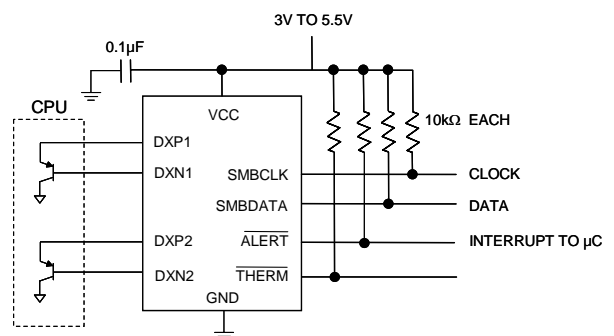 3V TO 5.5V
0.1µF
CPU
VCC
10kΩ EACH
DXP1
DXN1
SMBCLK
CLOCK
SMBDATA
DATA
DXP2
ALERT
INTERRUPT TO µC
DXN2
THERM
GND